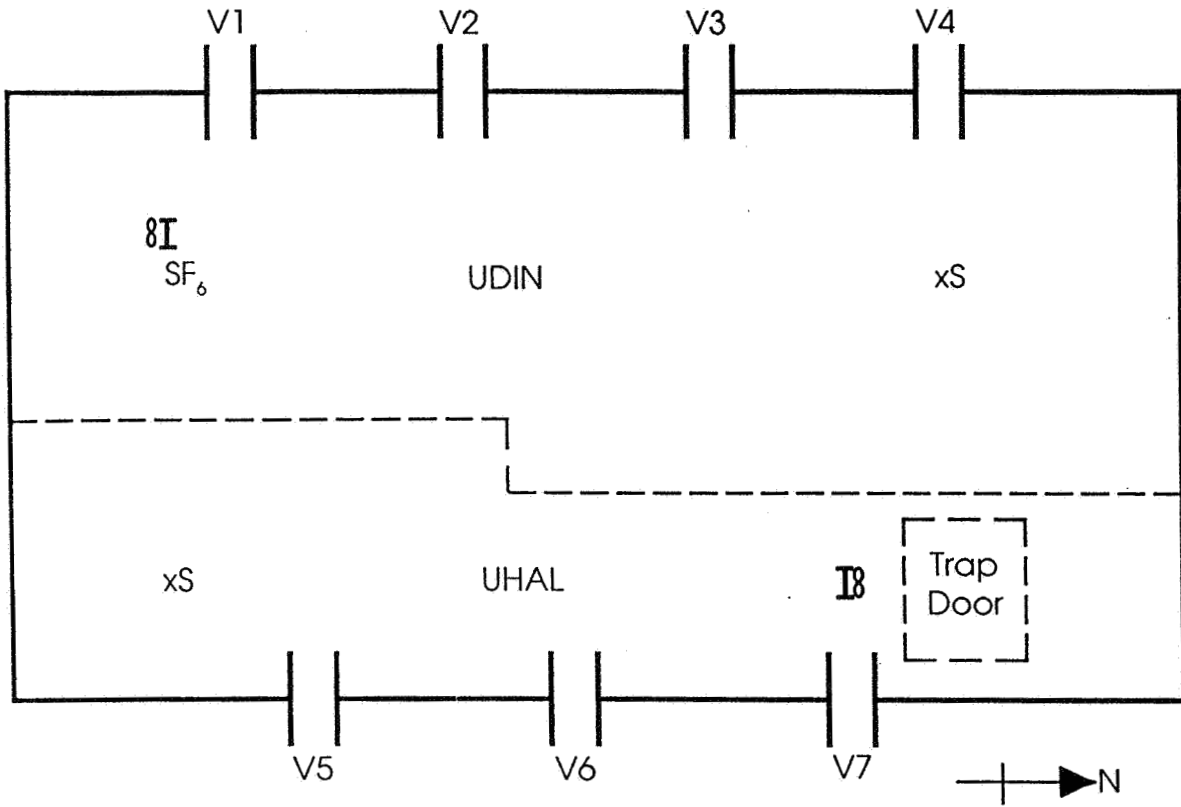 V1 V2 V3 V4
8I
SF₆ UDIN xS
xS UHAL I8 Trap
Door
V5 V6 V7
N